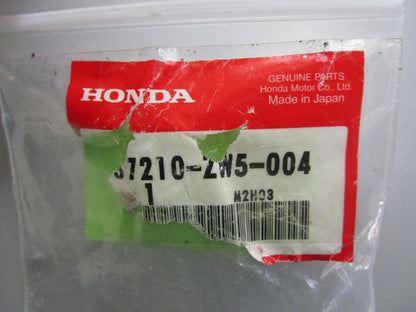 HONDA
GENUINE PARTS
Honda Motor Co., Ltd.
Made in Japan
37210-ZW5-004
1 M2H03